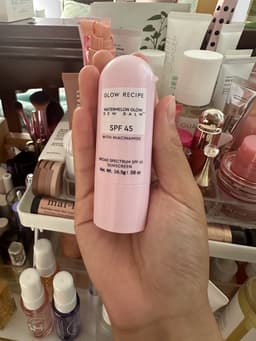 GLOW RECIPE
WATERMELON GLOW
DEW BALM
SPF 45
WITH NIACINAMIDE
BROAD SPECTRUM SPF 45
SUNSCREEN
Net. Wt. 16.5g | .58 oz